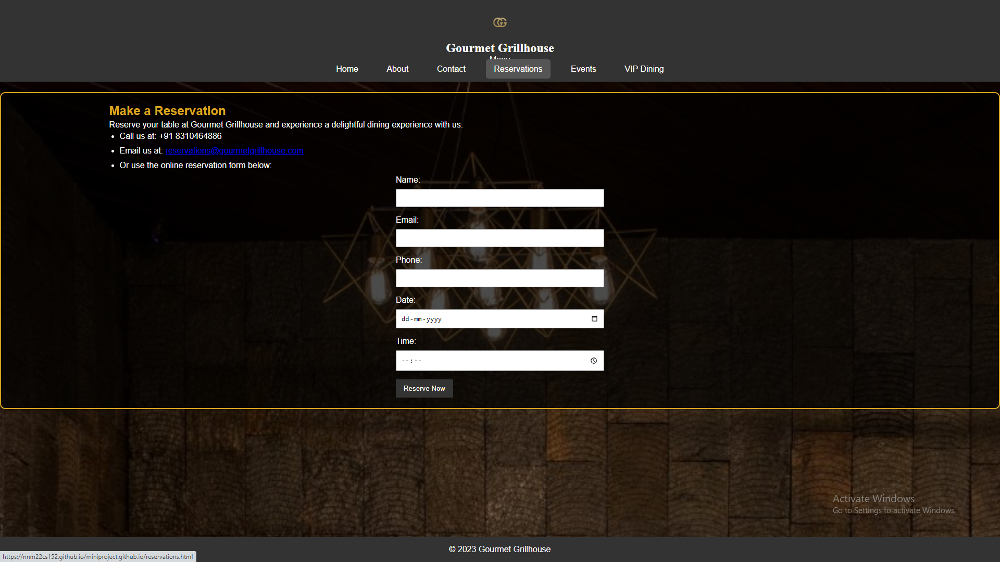 GG
Gourmet Grillhouse
Menu
Home About Contact Reservations Events VIP Dining
Make a Reservation
Reserve your table at Gourmet Grillhouse and experience a delightful dining experience with us.
• Call us at: +91 8310464886
• Email us at: reservations@gourmetgrillhouse.com
• Or use the online reservation form below:
Name:
Email:
Phone:
Date:
dd-mm-yyyy
Time:
--:--
Reserve Now
Activate Windows
Go to Settings to activate Windows.
© 2023 Gourmet Grillhouse
https://nnm22cs152.github.io/miniproject.github.io/reservations.html